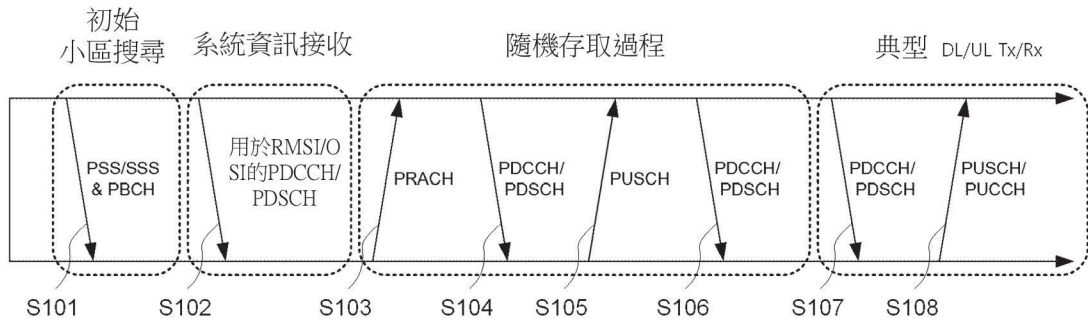 初始
小區搜尋
系統資訊接收
隨機存取過程
典型 DL/UL Tx/Rx
PSS/SSS
& PBCH
用於RMSI/O
SI的PDCCH/
PDSCH
PRACH
PDCCH/
PDSCH
PUSCH
PDCCH/
PDSCH
PDCCH/
PDSCH
PUSCH/
PUCCH
S101
S102
S103
S104
S105
S106
S107
S108